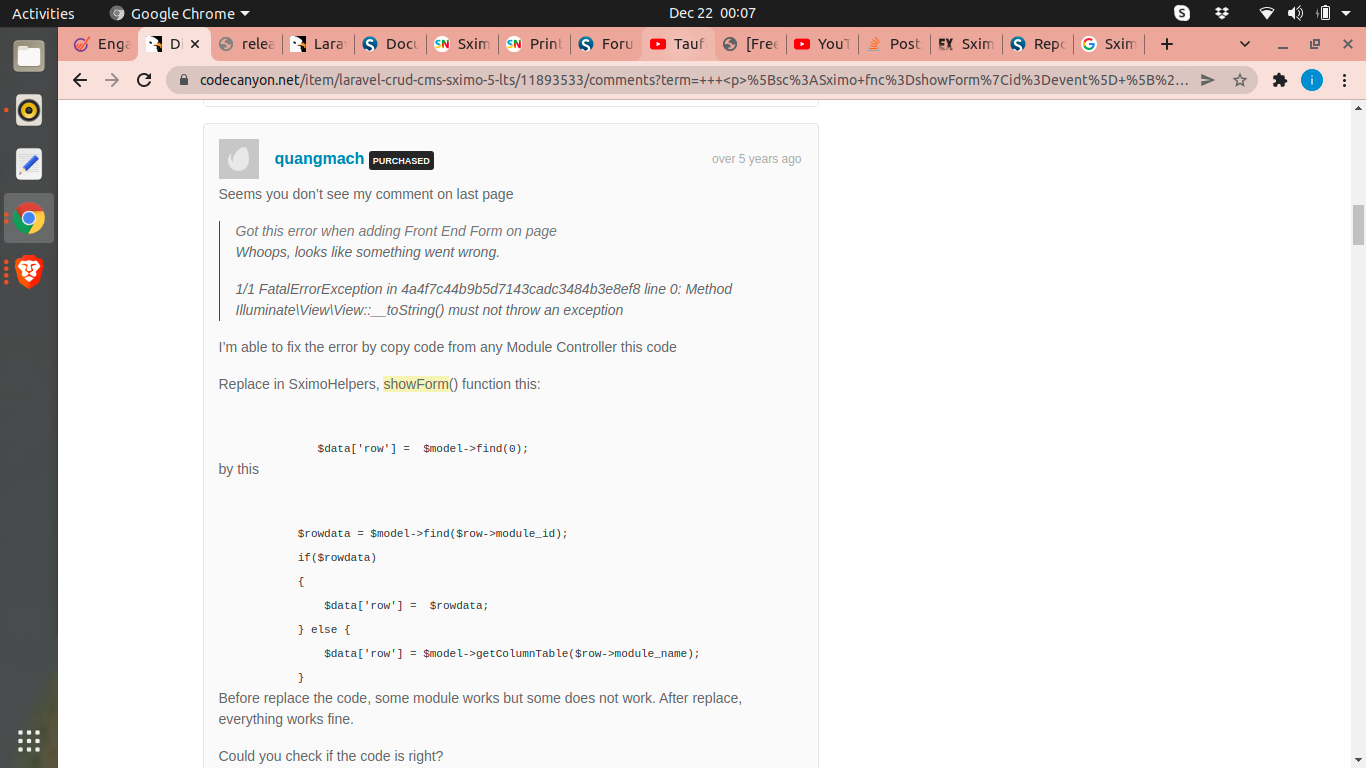 Activities Google Chrome Dec 22 00:07
Enga D releа Lara Docu Sxim Print Foru Tauf [Free YouT Post Sxim Repo Sxim
codecanyon.net/item/laravel-crud-cms-sximo-5-lts/11893533/comments?term=+++<p>%5Bsc%3ASximo+fnc%3DshowForm%7Cid%3Devent%5D+%5B%2...
quangmach PURCHASED over 5 years ago
Seems you don't see my comment on last page
Got this error when adding Front End Form on page
Whoops, looks like something went wrong.
1/1 FatalErrorException in 4a4f7c44b9b5d7143cadc3484b3e8ef8 line 0: Method
Illuminate\View\View::__toString() must not throw an exception
I'm able to fix the error by copy code from any Module Controller this code
Replace in SximoHelpers, showForm() function this:
$data['row'] =  $model->find(0);
by this
$rowdata = $model->find($row->module_id);
if($rowdata)
{
$data['row'] =  $rowdata;
} else {
$data['row'] = $model->getColumnTable($row->module_name);
}
Before replace the code, some module works but some does not work. After replace,
everything works fine.
Could you check if the code is right?